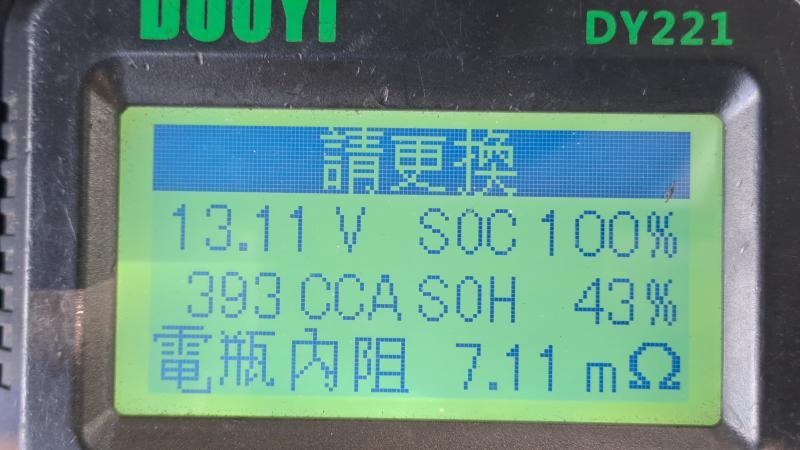 DUOYI
DY221
請更換
13.11 V SOC 100%
393 CCA SOH 43%
電瓶內阻 7.11 mΩ